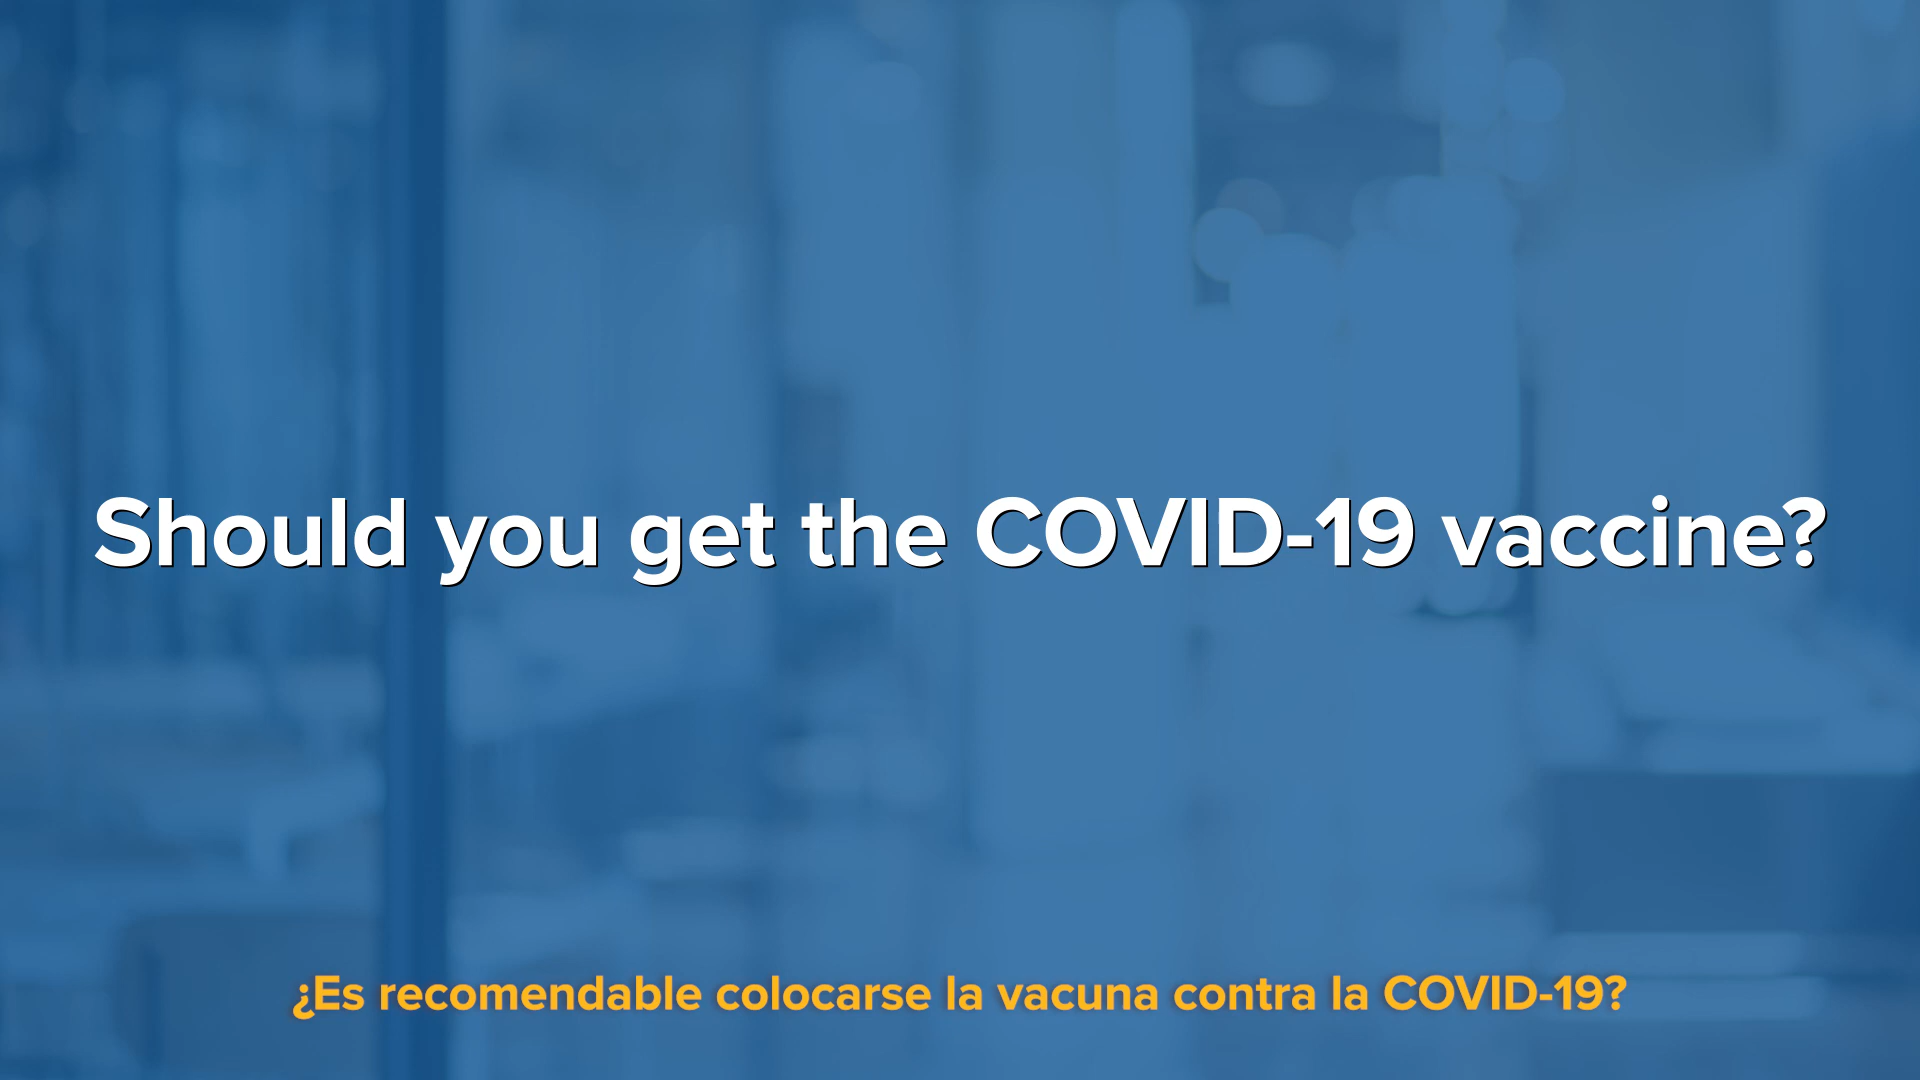 Should you get the COVID-19 vaccine?
¿Es recomendable colocarse la vacuna contra la COVID-19?